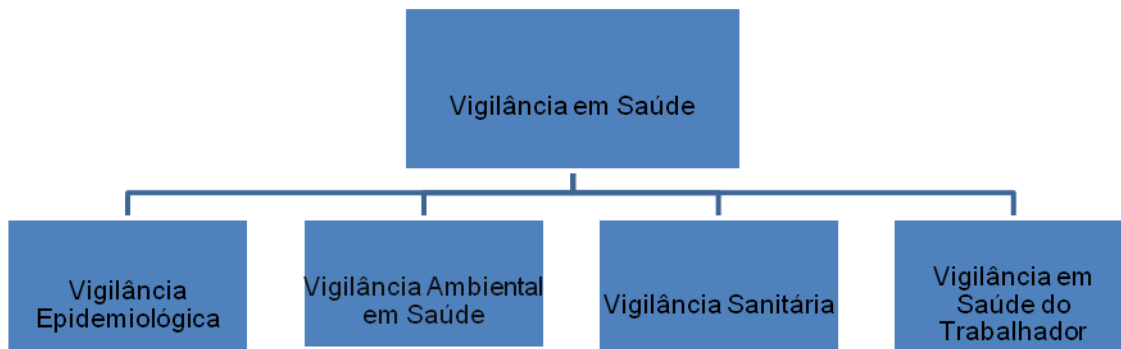 Vigilância em Saúde
Vigilância
Epidemiológica
Vigilância Ambiental
em Saúde
Vigilância Sanitária
Vigilância em
Saúde do
Trabalhador